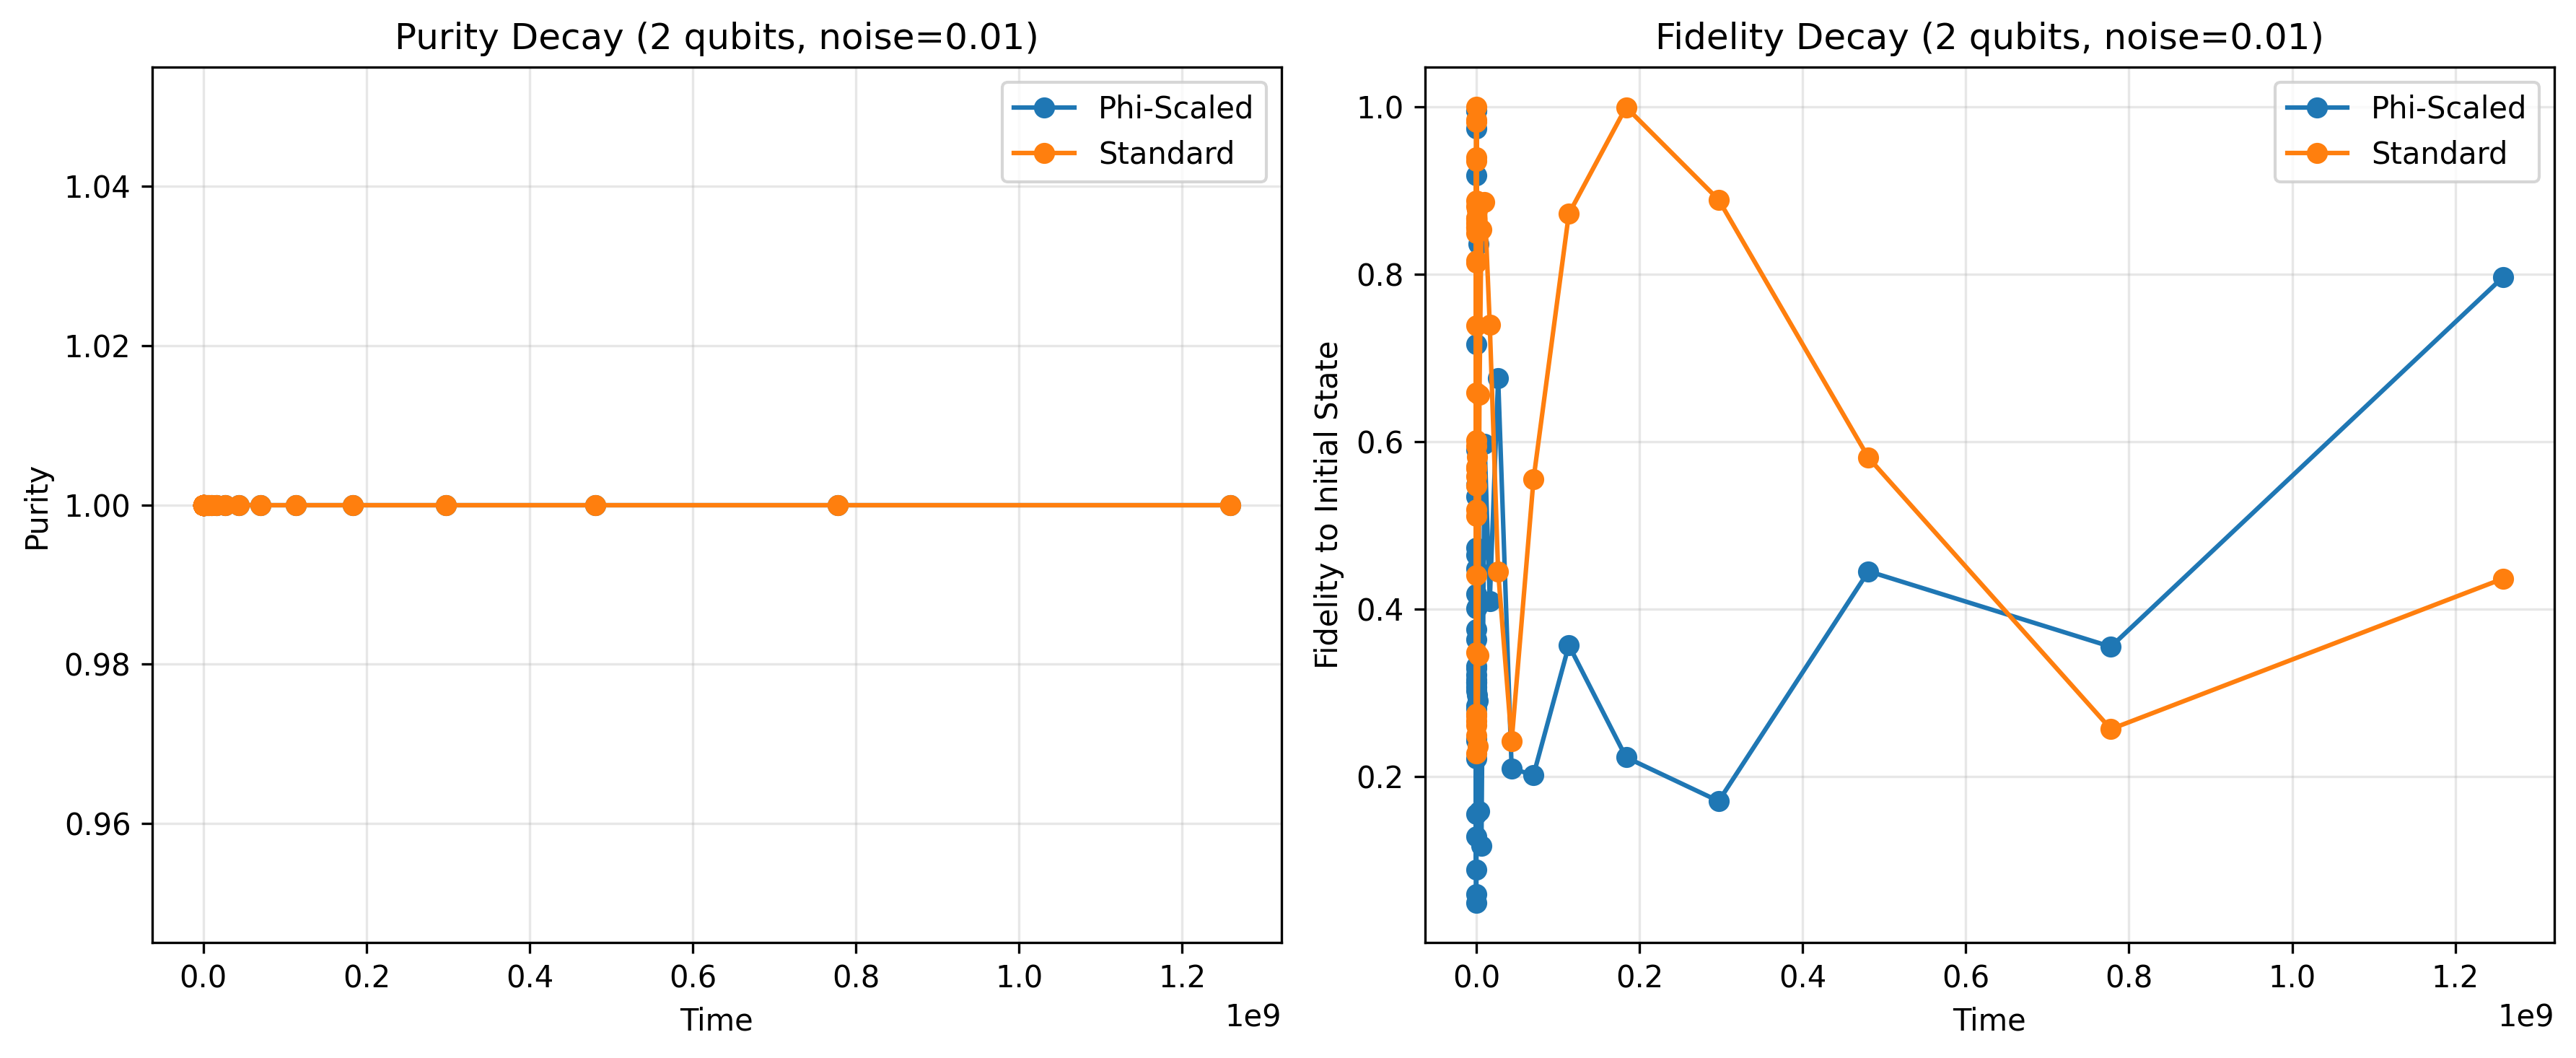 Purity Decay (2 qubits, noise=0.01)
Phi-Scaled
Standard
Purity
1.04
1.02
1.00
0.98
0.96
0.0 0.2 0.4 0.6 0.8 1.0 1.2
1e9
Time
Fidelity Decay (2 qubits, noise=0.01)
Phi-Scaled
Standard
Fidelity to Initial State
1.0
0.8
0.6
0.4
0.2
0.0 0.2 0.4 0.6 0.8 1.0 1.2
1e9
Time